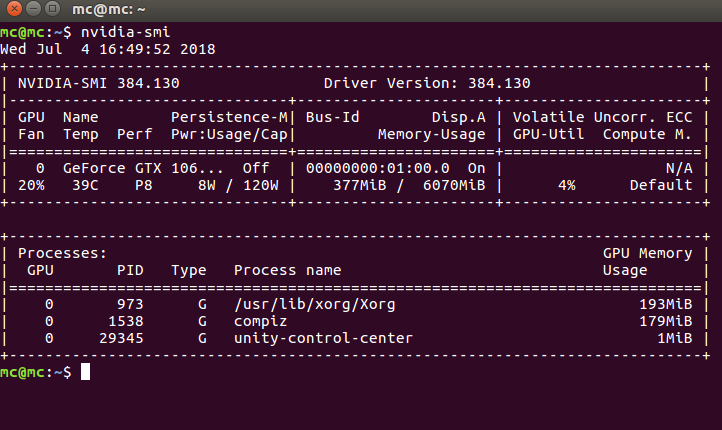 mc@mc: ~
mc@mc:~$ nvidia-smi
Wed Jul  4 16:49:52 2018
+-----------------------------------------------------------------------------+
| NVIDIA-SMI 384.130                Driver Version: 384.130                   |
|-------------------------------+----------------------+----------------------+
| GPU  Name        Persistence-M| Bus-Id        Disp.A | Volatile Uncorr. ECC |
| Fan  Temp  Perf  Pwr:Usage/Cap|         Memory-Usage | GPU-Util  Compute M. |
|===============================+======================+======================|
|   0  GeForce GTX 106...  Off  | 00000000:01:00.0  On |                  N/A |
| 20%   39C    P8     8W / 120W |    377MiB /  6070MiB |      4%      Default |
+-------------------------------+----------------------+----------------------+
+-----------------------------------------------------------------------------+
| Processes:                                                       GPU Memory |
|  GPU       PID   Type   Process name                             Usage      |
|=============================================================================|
|    0       973      G   /usr/lib/xorg/Xorg                           193MiB |
|    0      1538      G   compiz                                       179MiB |
|    0     29345      G   unity-control-center                           1MiB |
+-----------------------------------------------------------------------------+
mc@mc:~$